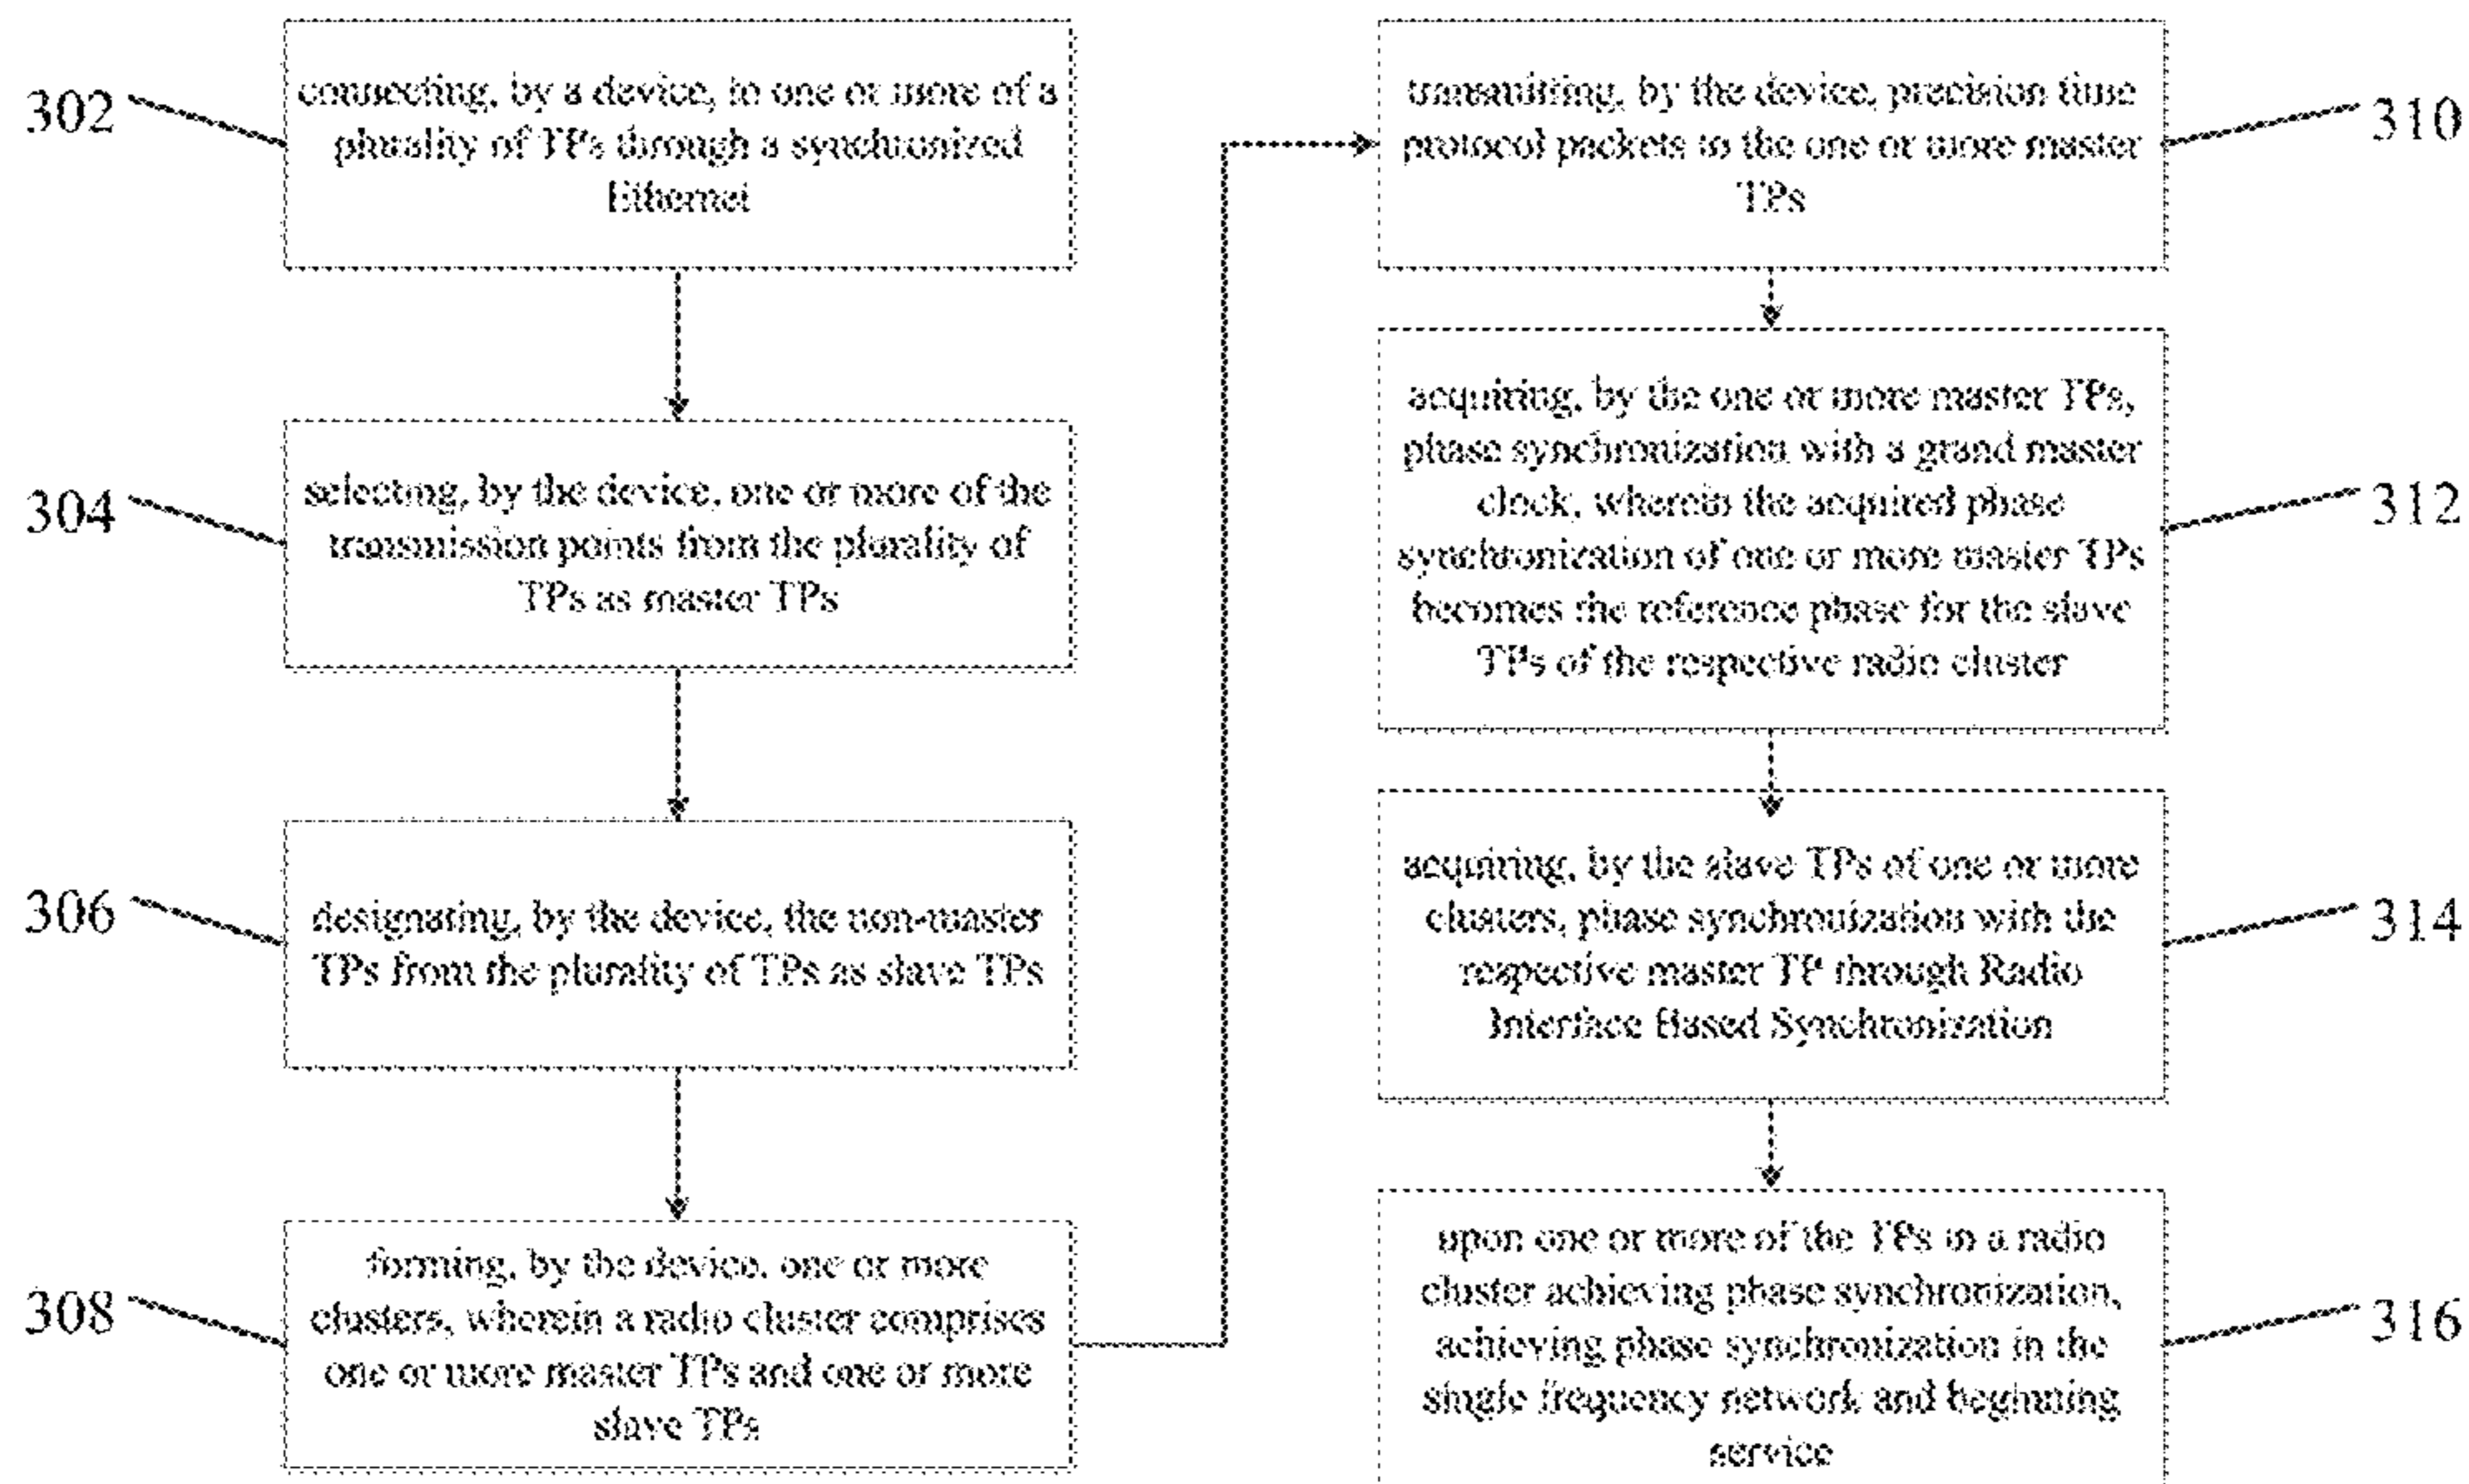 302
connecting, by a device, to one or more of a
plurality of TPs through a synchronized
Ethernet
304
selecting, by the device, one or more of the
transmission points from the plurality of
TPs as master TPs
306
designating, by the device, the non-master
TPs from the plurality of TPs as slave TPs
308
forming, by the device, one or more
clusters, wherein a radio cluster comprises
one or more master TPs and one or more
slave TPs
310
transmitting, by the device, precision time
protocol packets to the one or more master
TPs
312
acquiring, by the one or more master TPs,
phase synchronization with a grand master
clock, wherein the acquired phase
synchronization of one or more master TPs
becomes the reference phase for the slave
TPs of the respective radio cluster
314
acquiring, by the slave TPs of one or more
clusters, phase synchronization with the
respective master TP through Radio
Interface Based Synchronization
316
upon one or more of the TPs in a radio
cluster achieving phase synchronization,
achieving phase synchronization in the
single frequency network and beginning
service